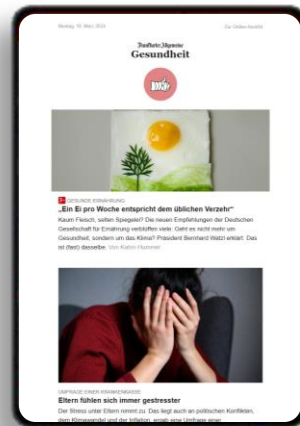 Zur Online-Ansicht
Frankfurter Allgemeine
Gesundheit
F+ GESUNDE ERNÄHRUNG
„Ein Ei pro Woche entspricht dem üblichen Verzehr“
Kaum Fleisch, selten Spiegelei? Die neuen Empfehlungen der Deutschen
Gesellschaft für Ernährung verblüffen viele. Geht es nicht mehr um
Gesundheit, sondern um das Klima? Präsident Bernhard Watzl erklärt: Das
ist (fast) dasselbe. Von Katrin Hummel
UMFRAGE EINER KRANKENKASSE
Eltern fühlen sich immer gestresster
Der Stress unter Eltern nimmt zu. Das liegt auch an politischen Konflikten,
dem Klimawandel und der Inflation, ergab eine Umfrage einer